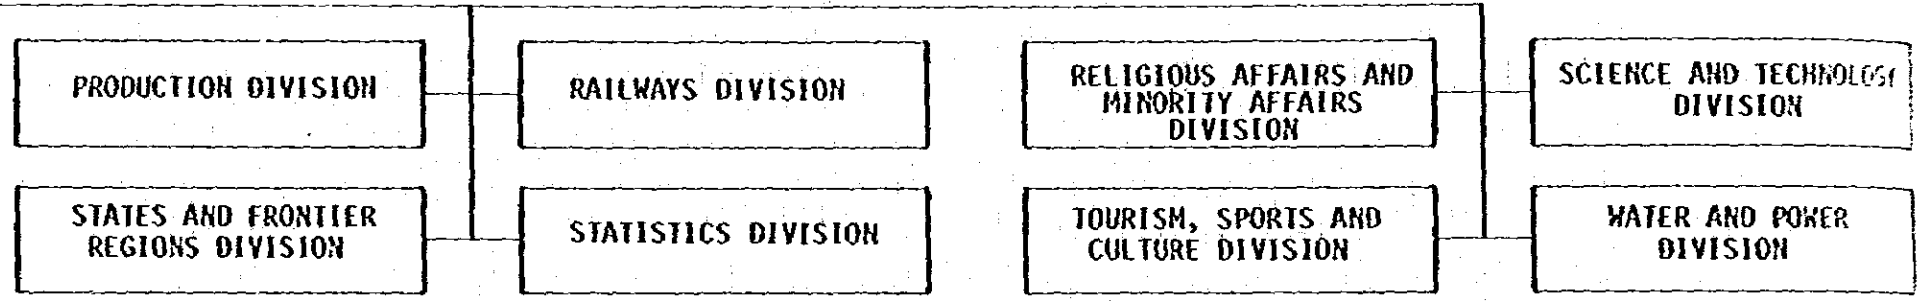 PRODUCTION DIVISION
RAILWAYS DIVISION
RELIGIOUS AFFAIRS AND
MINORITY AFFAIRS
DIVISION
SCIENCE AND TECHNOLOGY
DIVISION
STATES AND FRONTIER
REGIONS DIVISION
STATISTICS DIVISION
TOURISM, SPORTS AND
CULTURE DIVISION
WATER AND POWER
DIVISION